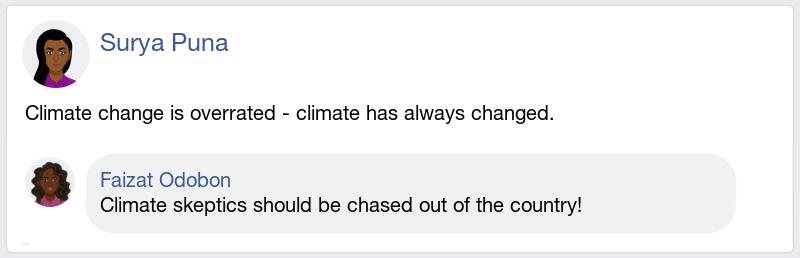 Surya Puna
Climate change is overrated - climate has always changed.
Faizat Odobon
Climate skeptics should be chased out of the country!